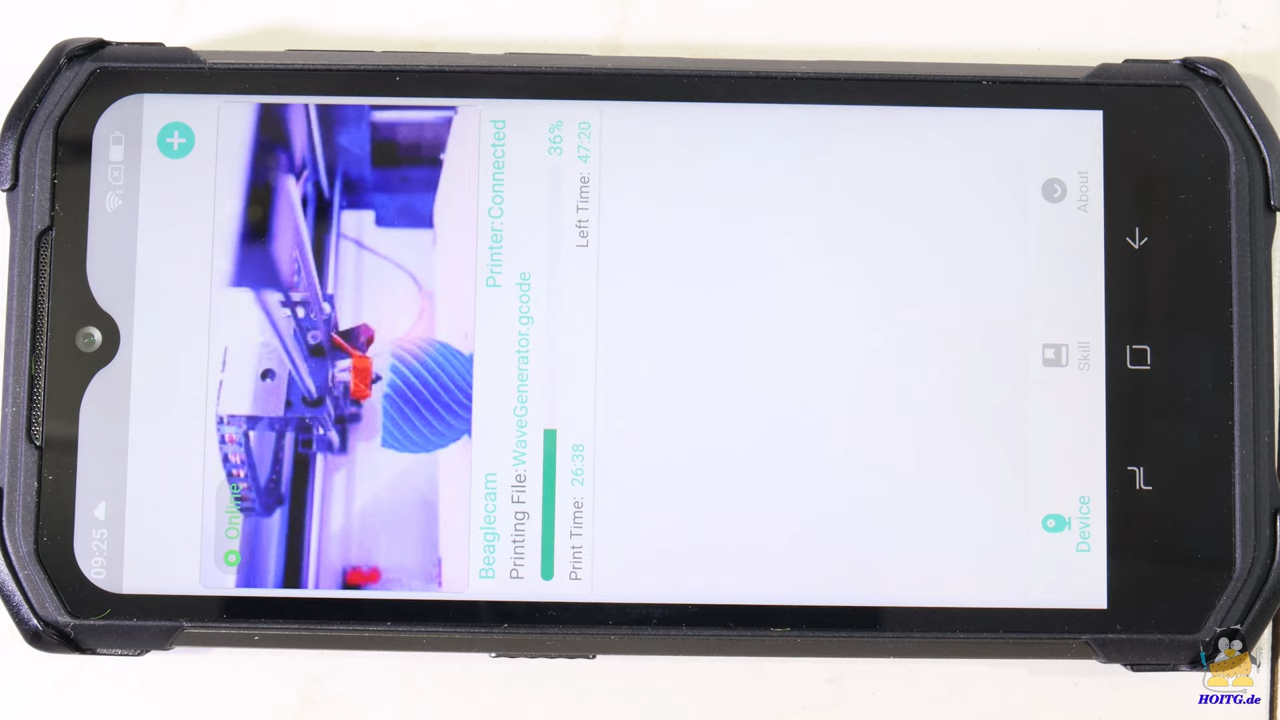 09:25
Online
Beaglecam Printer:Connected
Printing File:WaveGenerator.gcode
36%
Print Time: 26:38 Left Time: 47:20
Device Skill About
HOITG.de